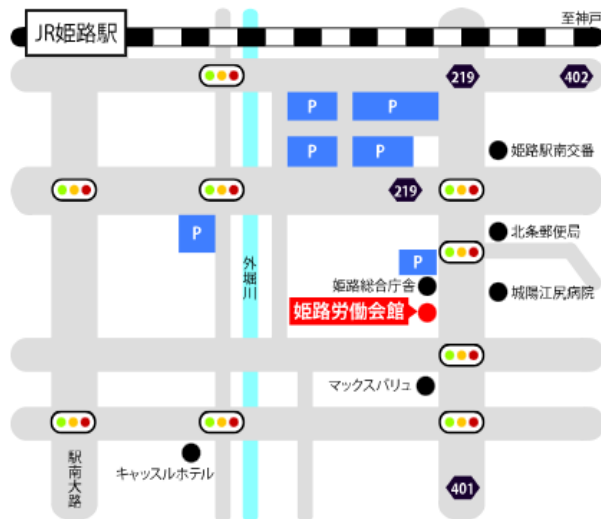 至神戸
JR姫路駅
219
402
P
P
P
P
姫路駅南交番
219
P
外堀川
北条郵便局
P
姫路総合庁舎
城陽江尻病院
姫路労働会館
マックスバリュ
駅南大路
キャッスルホテル
401